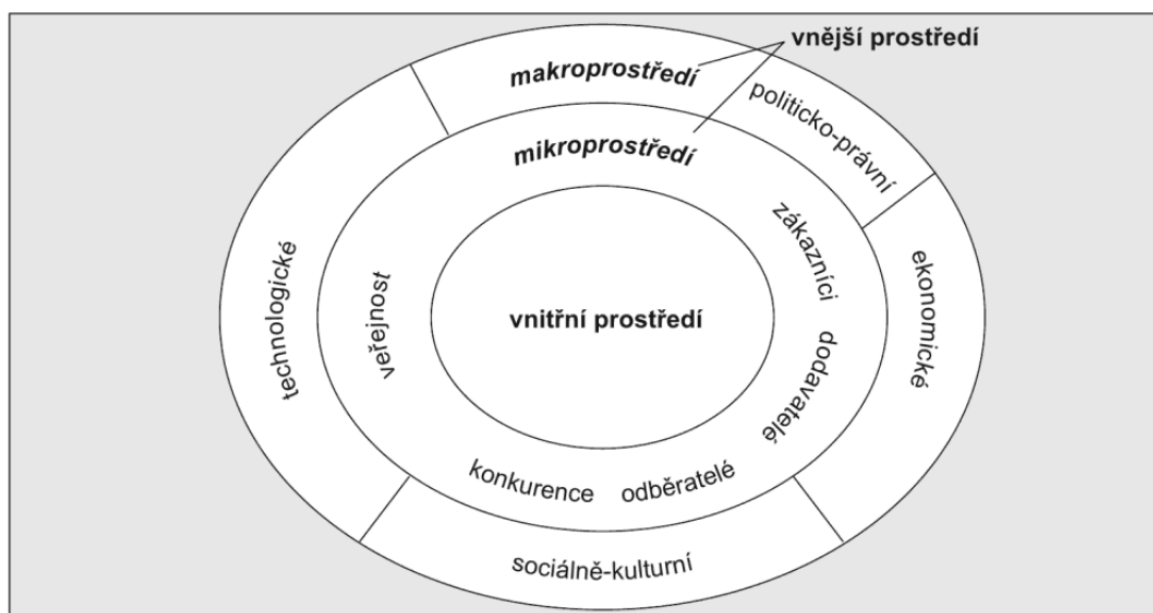 vnější prostředí
makroprostředí
politicko-právní
mikroprostředí
zákazníci
ekonomické
technologické
veřejnost
vnitřní prostředí
dodavatelé
konkurence
odběratelé
sociálně-kulturní